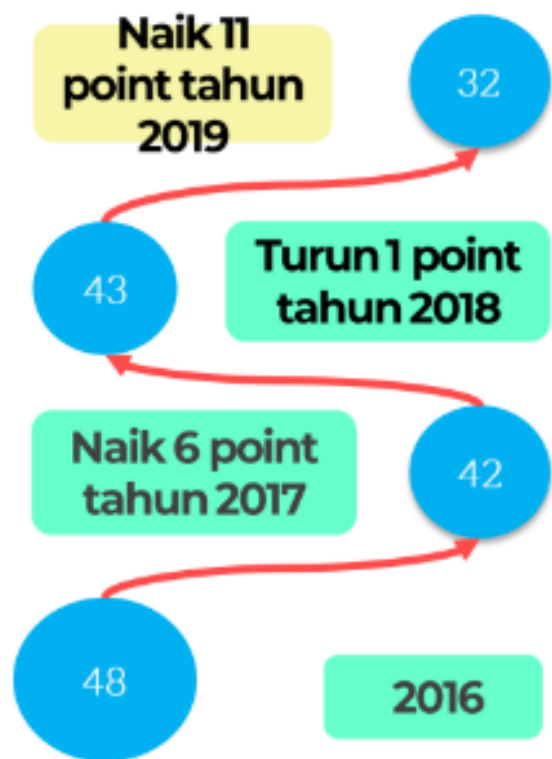 Naik 11
point tahun
2019
32
43
Turun 1 point
tahun 2018
Naik 6 point
tahun 2017
42
48
2016